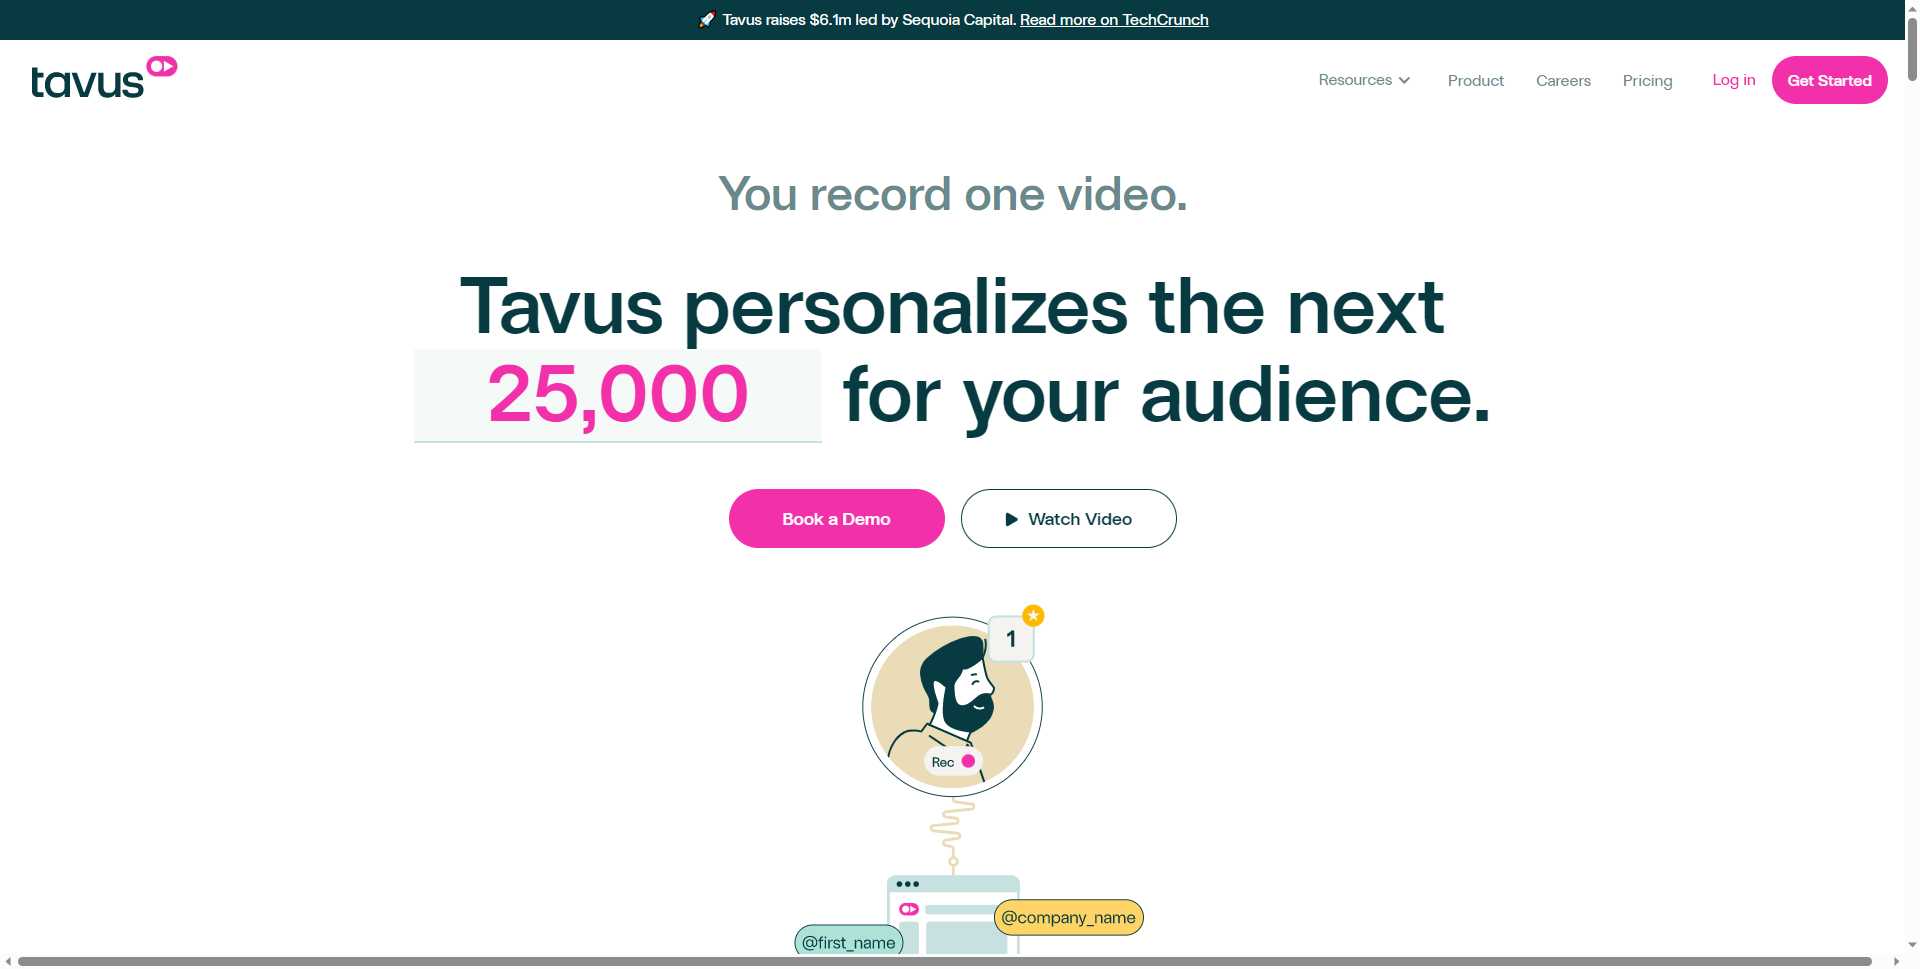 🚀 Tavus raises $6.1m led by Sequoia Capital. Read more on TechCrunch
tavus
Resources
Product
Careers
Pricing
Log in
Get Started
You record one video.
Tavus personalizes the next
25,000 for your audience.
Book a Demo
Watch Video
1
Rec
@company_name
@first_name